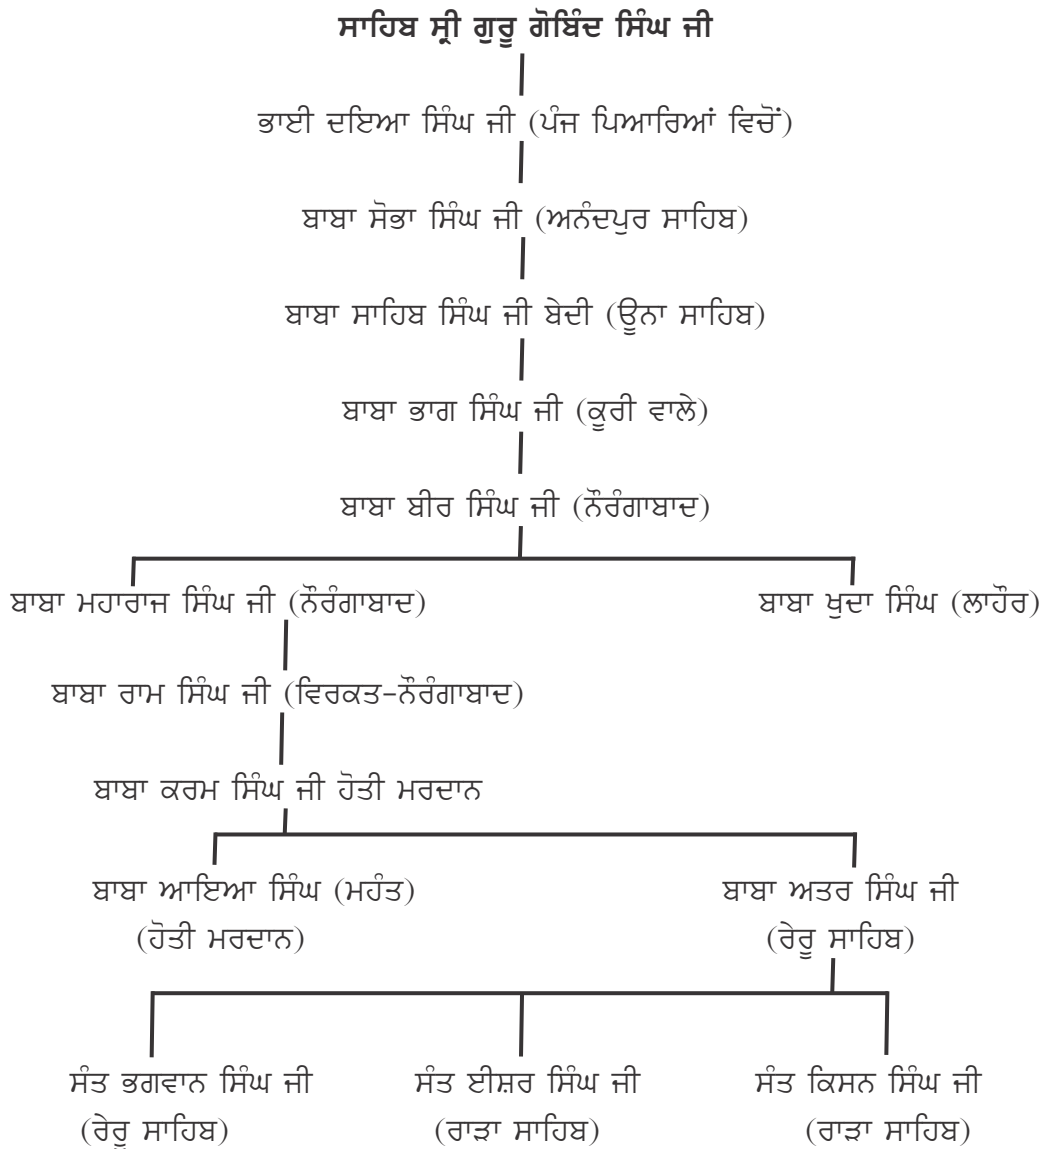 ਸਾਹਿਬ ਸ੍ਰੀ ਗੁਰੂ ਗੋਬਿੰਦ ਸਿੰਘ ਜੀ
ਭਾਈ ਦਇਆ ਸਿੰਘ ਜੀ (ਪੰਜ ਪਿਆਰਿਆਂ ਵਿਚੋਂ)
ਬਾਬਾ ਸੋਭਾ ਸਿੰਘ ਜੀ (ਅਨੰਦਪੁਰ ਸਾਹਿਬ)
ਬਾਬਾ ਸਾਹਿਬ ਸਿੰਘ ਜੀ ਬੇਦੀ (ਊਨਾ ਸਾਹਿਬ)
ਬਾਬਾ ਭਾਗ ਸਿੰਘ ਜੀ (ਕੂਰੀ ਵਾਲੇ)
ਬਾਬਾ ਬੀਰ ਸਿੰਘ ਜੀ (ਨੌਰੰਗਾਬਾਦ)
ਬਾਬਾ ਮਹਾਰਾਜ ਸਿੰਘ ਜੀ (ਨੌਰੰਗਾਬਾਦ)
ਬਾਬਾ ਖੁਦਾ ਸਿੰਘ (ਲਾਹੌਰ)
ਬਾਬਾ ਰਾਮ ਸਿੰਘ ਜੀ (ਵਿਰਕਤ-ਨੌਰੰਗਾਬਾਦ)
ਬਾਬਾ ਕਰਮ ਸਿੰਘ ਜੀ ਹੋਤੀ ਮਰਦਾਨ
ਬਾਬਾ ਆਇਆ ਸਿੰਘ (ਮਹੰਤ)
(ਹੋਤੀ ਮਰਦਾਨ)
ਬਾਬਾ ਅਤਰ ਸਿੰਘ ਜੀ
(ਰੇਰੂ ਸਾਹਿਬ)
ਸੰਤ ਭਗਵਾਨ ਸਿੰਘ ਜੀ
(ਰੇਰੂ ਸਾਹਿਬ)
ਸੰਤ ਈਸ਼ਰ ਸਿੰਘ ਜੀ
(ਰਾੜਾ ਸਾਹਿਬ)
ਸੰਤ ਕਿਸਨ ਸਿੰਘ ਜੀ
(ਰਾੜਾ ਸਾਹਿਬ)